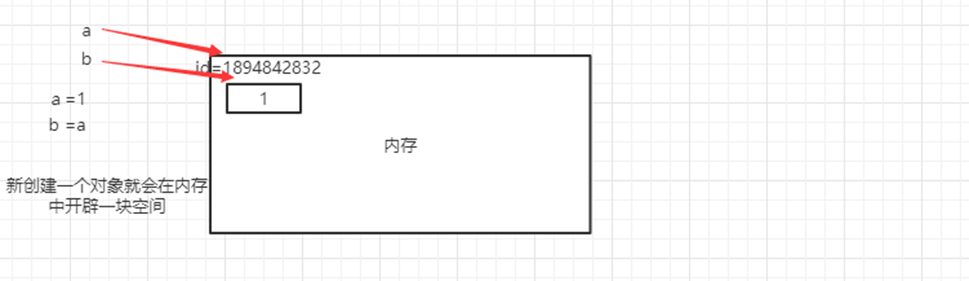 a
b
id=1894842832
1
a =1
b =a
内存
新创建一个对象就会在内存
中开辟一块空间